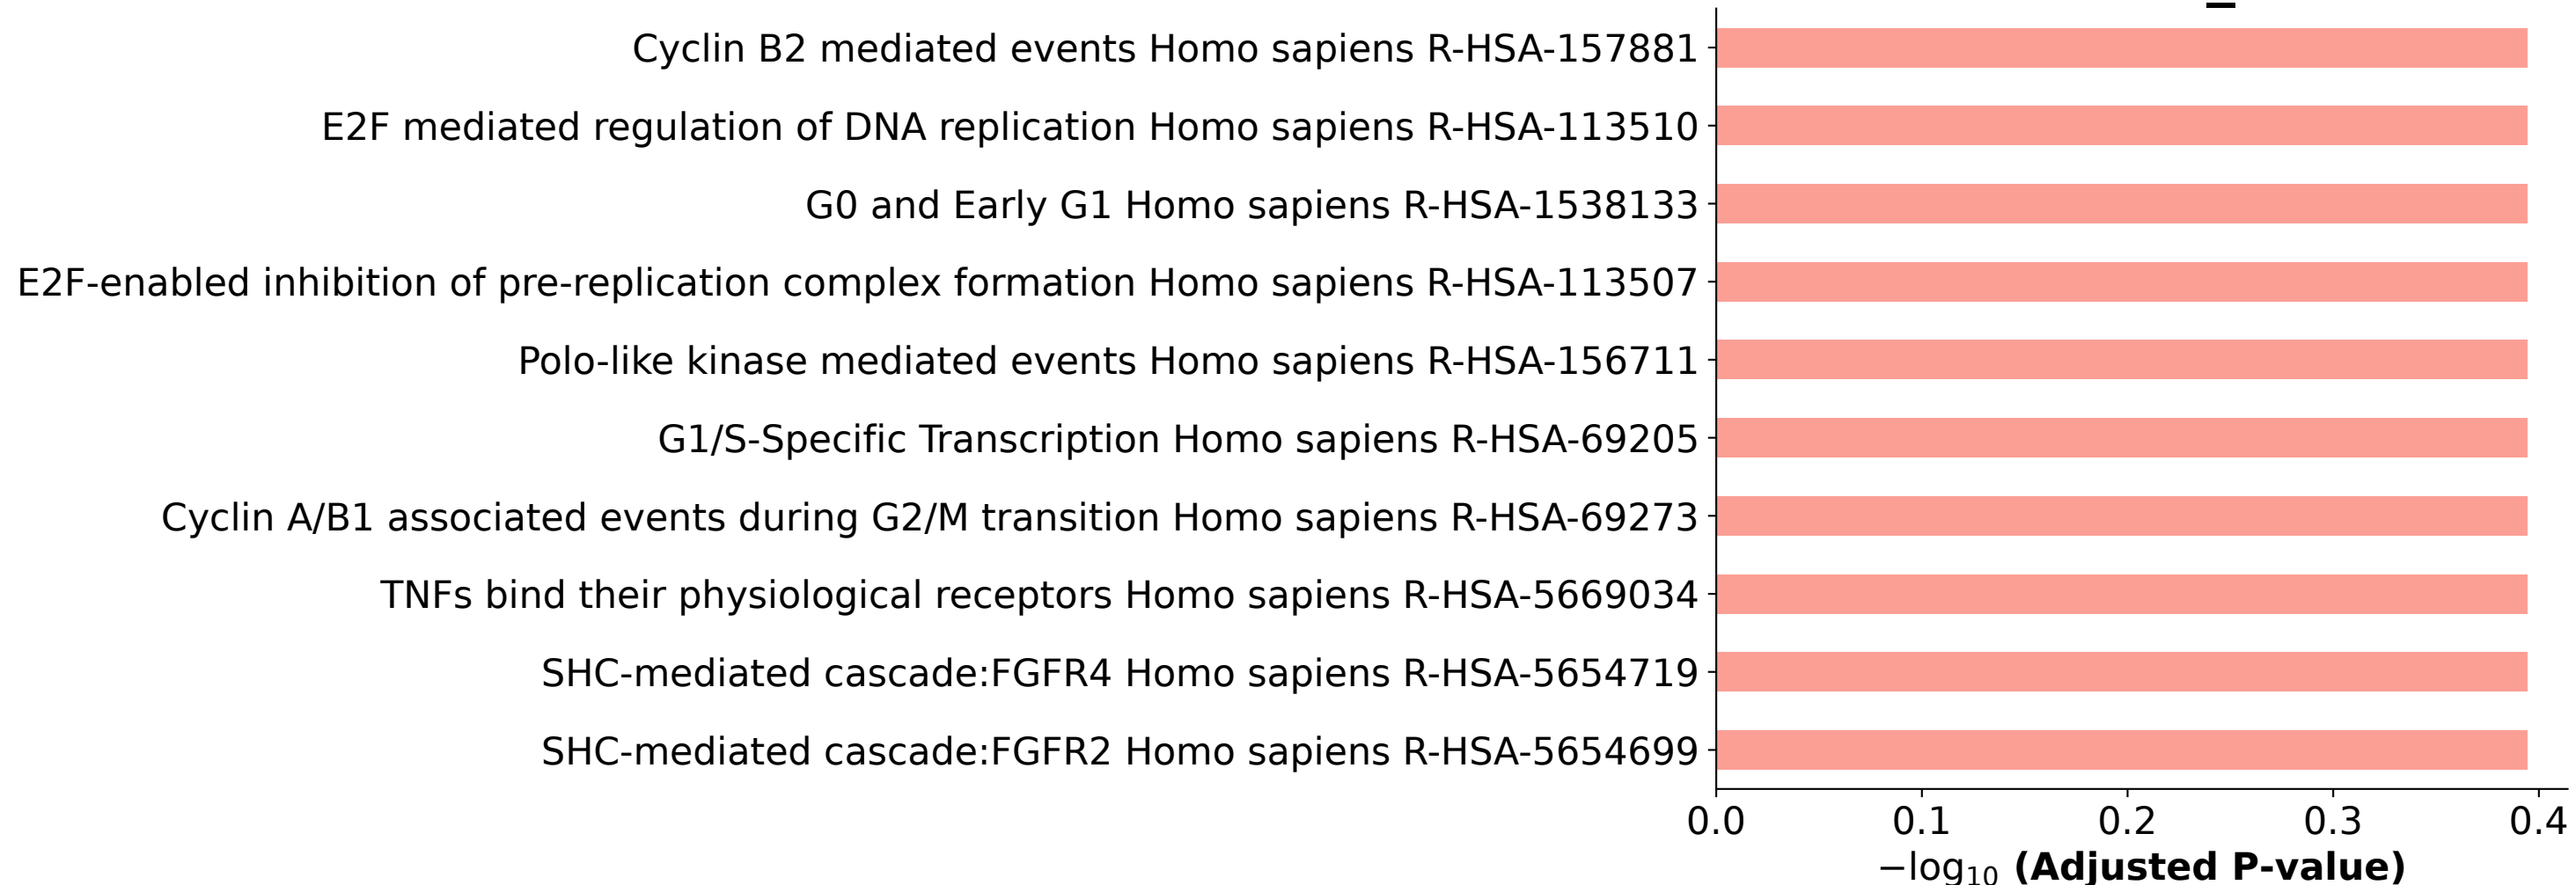 Cyclin B2 mediated events Homo sapiens R-HSA-157881
E2F mediated regulation of DNA replication Homo sapiens R-HSA-113510
G0 and Early G1 Homo sapiens R-HSA-1538133
E2F-enabled inhibition of pre-replication complex formation Homo sapiens R-HSA-113507
Polo-like kinase mediated events Homo sapiens R-HSA-156711
G1/S-Specific Transcription Homo sapiens R-HSA-69205
Cyclin A/B1 associated events during G2/M transition Homo sapiens R-HSA-69273
TNFs bind their physiological receptors Homo sapiens R-HSA-5669034
SHC-mediated cascade:FGFR4 Homo sapiens R-HSA-5654719
SHC-mediated cascade:FGFR2 Homo sapiens R-HSA-5654699
0.0 0.1 0.2 0.3 0.4
−log₁₀ (Adjusted P-value)